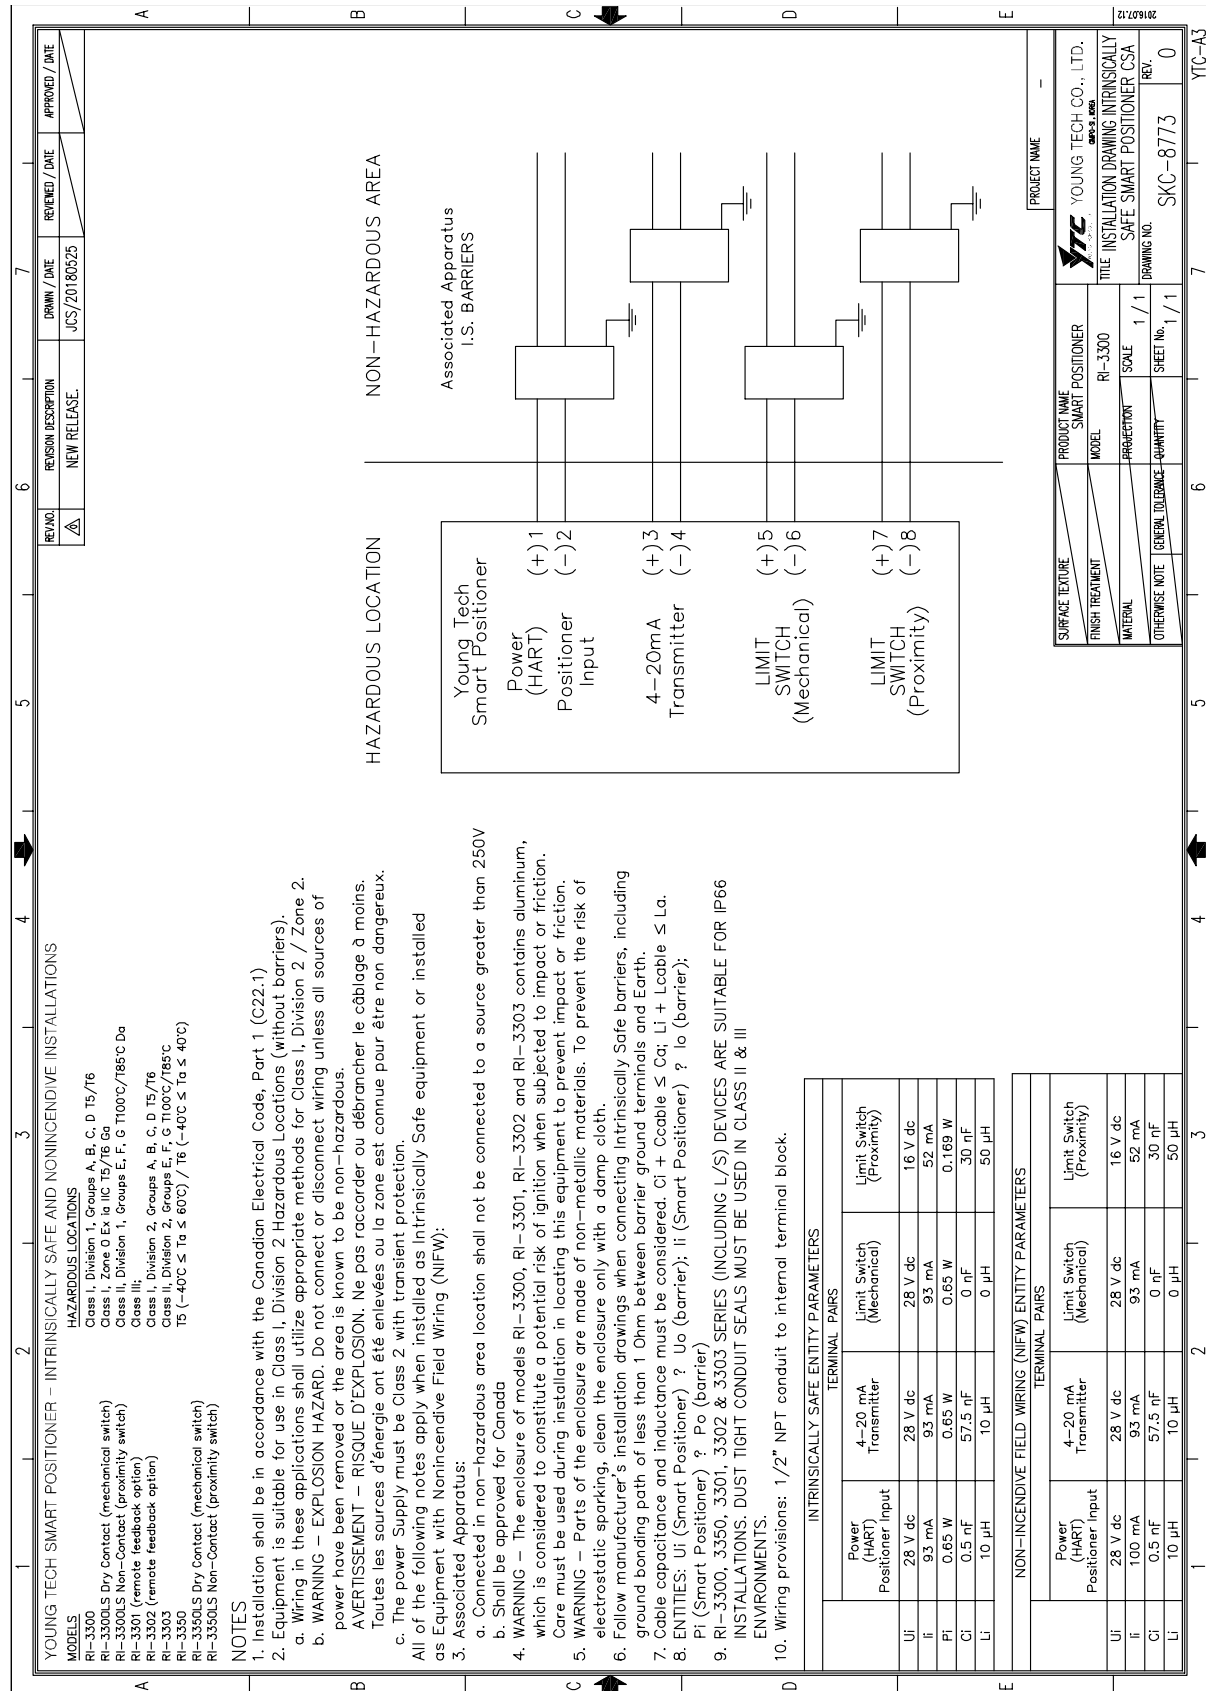 YOUNG TECH SMART POSITIONER – INTRINSICALLY SAFE AND NONINCENDIVE INSTALLATIONS
MODELS
RI-3300
RI-3300LS Dry Contact (mechanical switch)
RI-3300LS Non-Contact (proximity switch)
RI-3301 (remote feedback option)
RI-3302 (remote feedback option)
RI-3303
RI-3350
RI-3350LS Dry Contact (mechanical switch)
RI-3350LS Non-Contact (proximity switch)
HAZARDOUS LOCATIONS
Class I, Division 1, Groups A, B, C, D T5/T6
Class I, Zone 0 Ex ia IIC T5/T6 Ga
Class II, Division 1, Groups E, F, G T100°C/T85°C Da
Class III;
Class I, Division 2, Groups A, B, C, D T5/T6
Class II, Division 2, Groups E, F, G T100°C/T85°C
T5 (-40°C ≤ Ta ≤ 60°C) / T6 (-40°C ≤ Ta ≤ 40°C)
NOTES
1. Installation shall be in accordance with the Canadian Electrical Code, Part 1 (C22.1)
2. Equipment is suitable for use in Class I, Division 2 Hazardous Locations (without barriers).
a. Wiring in these applications shall utilize appropriate methods for Class I, Division 2 / Zone 2.
b. WARNING – EXPLOSION HAZARD. Do not connect or disconnect wiring unless all sources of
power have been removed or the area is known to be non-hazardous.
AVERTISSEMENT – RISQUE D'EXPLOSION. Ne pas raccorder ou débrancher le câblage à moins.
Toutes les sources d'énergie ont été enlevées ou la zone est connue pour être non dangereux.
c. The power Supply must be Class 2 with transient protection.
All of the following notes apply when installed as Intrinsically Safe equipment or installed
as Equipment with Nonincendive Field Wiring (NIFW):
3. Associated Apparatus:
a. Connected in non-hazardous area location shall not be connected to a source greater than 250V
b. Shall be approved for Canada
4. WARNING – The enclosure of models RI-3300, RI-3301, RI-3302 and RI-3303 contains aluminum,
which is considered to constitute a potential risk of ignition when subjected to impact or friction.
Care must be used during installation in locating this equipment to prevent impact or friction.
5. WARNING – Parts of the enclosure are made of non-metallic materials. To prevent the risk of
electrostatic sparking, clean the enclosure only with a damp cloth.
6. Follow manufacturer's installation drawings when connecting Intrinsically Safe barriers, including
ground bonding path of less than 1 Ohm between barrier ground terminals and Earth.
7. Cable capacitance and inductance must be considered. Ci + Ccable ≤ Ca; Li + Lcable ≤ La.
8. ENTITIES: Ui (Smart Positioner) ? Uo (barrier); Ii (Smart Positioner) ? Io (barrier);
Pi (Smart Positioner) ? Po (barrier)
9. RI-3300, 3350, 3301, 3302 & 3303 SERIES (INCLUDING L/S) DEVICES ARE SUITABLE FOR IP66
INSTALLATIONS. DUST TIGHT CONDUIT SEALS MUST BE USED IN CLASS II & III
ENVIRONMENTS.
10. Wiring provisions: 1/2" NPT conduit to internal terminal block.
INTRINSICALLY SAFE ENTITY PARAMETERS
TERMINAL PAIRS
Power (HART) Positioner Input 4-20 mA Transmitter Limit Switch (Mechanical) Limit Switch (Proximity)
Ui 28 V dc 28 V dc 28 V dc 16 V dc
Ii 93 mA 93 mA 93 mA 52 mA
Pi 0.65 W 0.65 W 0.65 W 0.169 W
Ci 0.5 nF 57.5 nF 0 nF 30 nF
Li 10 µH 10 µH 0 µH 50 µH
NON-INCENDIVE FIELD WIRING (NIFW) ENTITY PARAMETERS
TERMINAL PAIRS
Power (HART) Positioner Input 4-20 mA Transmitter Limit Switch (Mechanical) Limit Switch (Proximity)
Ui 28 V dc 28 V dc 28 V dc 16 V dc
Ii 100 mA 93 mA 93 mA 52 mA
Ci 0.5 nF 57.5 nF 0 nF 30 nF
Li 10 µH 10 µH 0 µH 50 µH
REV.NO. REVISION DESCRIPTION DRAWN / DATE REVIEWED / DATE APPROVED / DATE
NEW RELEASE. JCS/20180525
HAZARDOUS LOCATION
NON-HAZARDOUS AREA
Young Tech
Smart Positioner
Associated Apparatus
I.S. BARRIERS
Power
(HART)
Positioner
Input
(+)1
(-)2
4-20mA
Transmitter
(+)3
(-)4
LIMIT
SWITCH
(Mechanical)
(+)5
(-)6
LIMIT
SWITCH
(Proximity)
(+)7
(-)8
PROJECT NAME -
SURFACE TEXTURE
FINISH TREATMENT
MATERIAL
OTHERWISE NOTE
GENERAL TOLERANCE
PRODUCT NAME
SMART POSITIONER
MODEL
RI-3300
PROJECTION
SCALE 1 / 1
QUANTITY
SHEET No. 1 / 1
YTC YOUNG TECH CO., LTD.
GIMPO-SI, KOREA
TITLE INSTALLATION DRAWING INTRINSICALLY
SAFE SMART POSITIONER CSA
DRAWING NO.
SKC-8773
REV.
0
2016.07.12
YTC-A3
1 2 3 4 5 6 7
1 2 3 4 5 6 7
A B C D E
A B C D